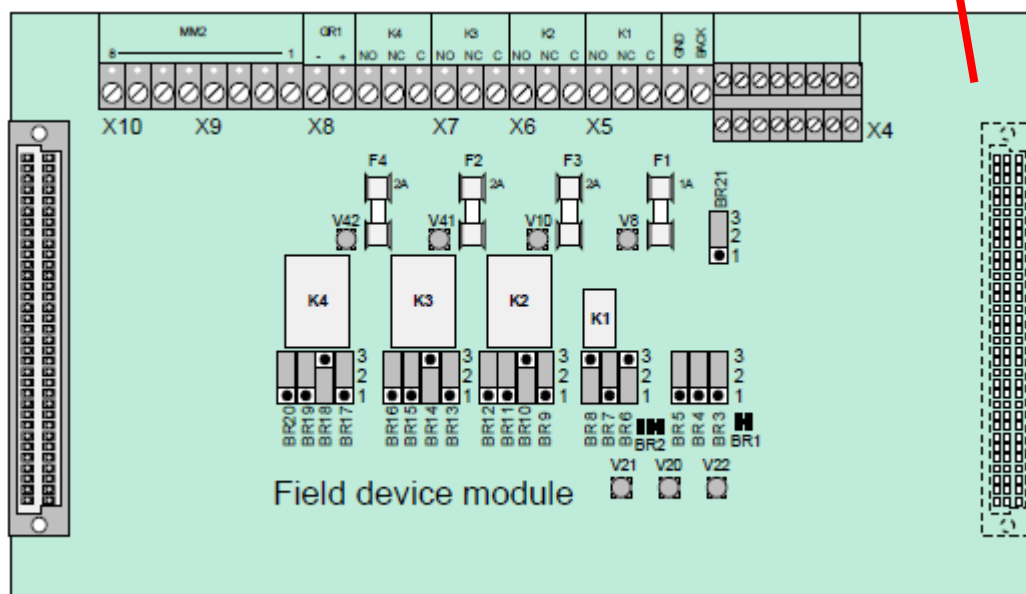 MM2 GR1 K4 K3 K2 K1 GND BACK
8 1 - + NO NC C NO NC C NO NC C NO NC C
X10 X9 X8 X7 X6 X5 X4
F4 F2 F3 F1
2A 2A 2A 1A
V42 V41 V10 V8 BR21
3
2
1
K4 K3 K2 K1
3 3 3 3 3
2 2 2 2 2
1 1 1 1 1
BR20 BR19 BR18 BR17 BR16 BR15 BR14 BR13 BR12 BR11 BR10 BR9 BR8 BR7 BR6 BR2 BR5 BR4 BR3 BR1
V21 V20 V22
Field device module